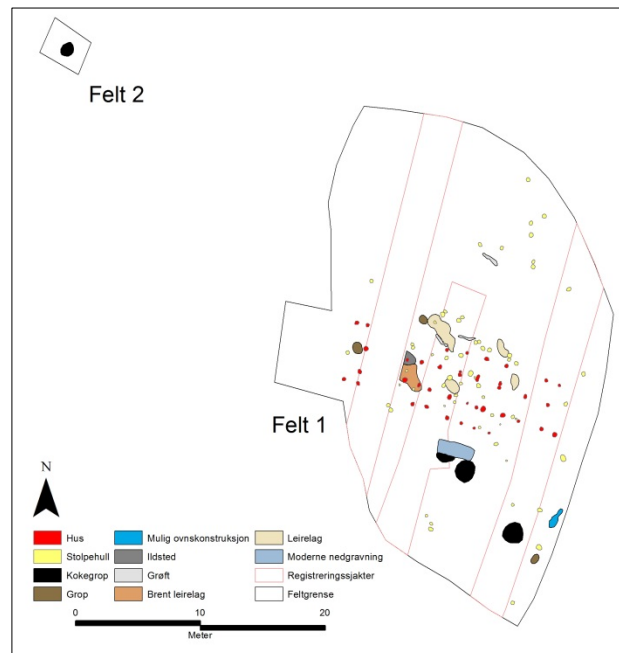 Felt 2
Felt 1
N
Hus
Mulig ovnskonstruksjon
Leirelag
Stolpehull
Ildsted
Moderne nedgravning
Kokegrop
Grøft
Registreringssjakter
Grop
Brent leirelag
Feltgrense
0 10 20
Meter